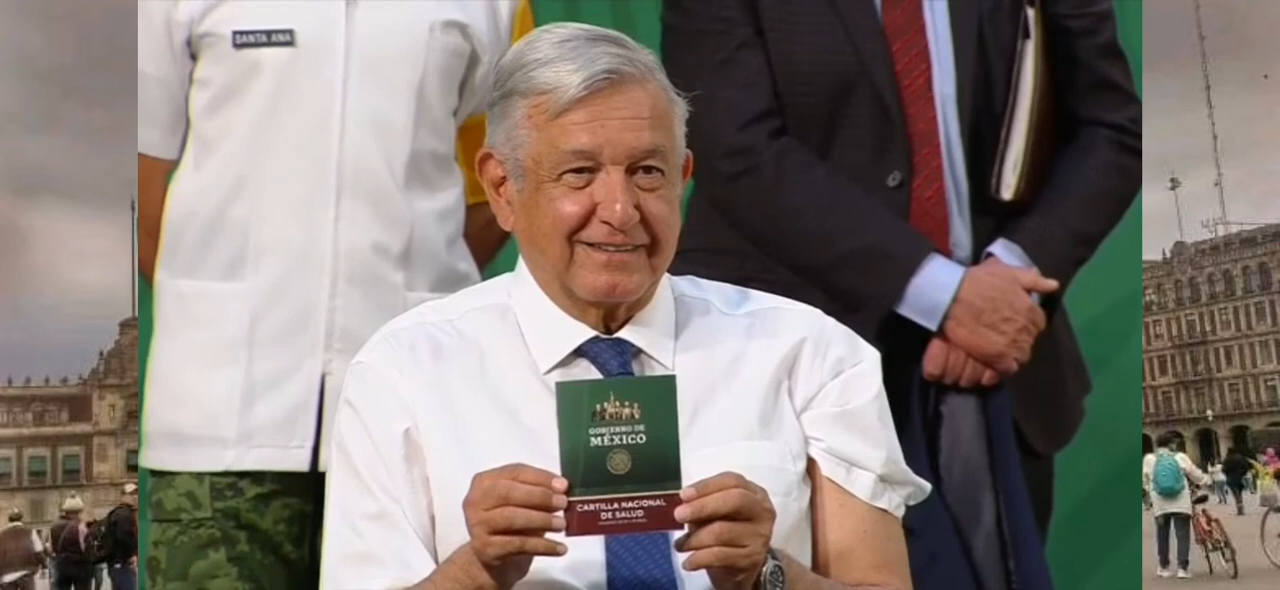 SANTA ANA
GOBIERNO DE
MÉXICO
CARTILLA NACIONAL
DE SALUD